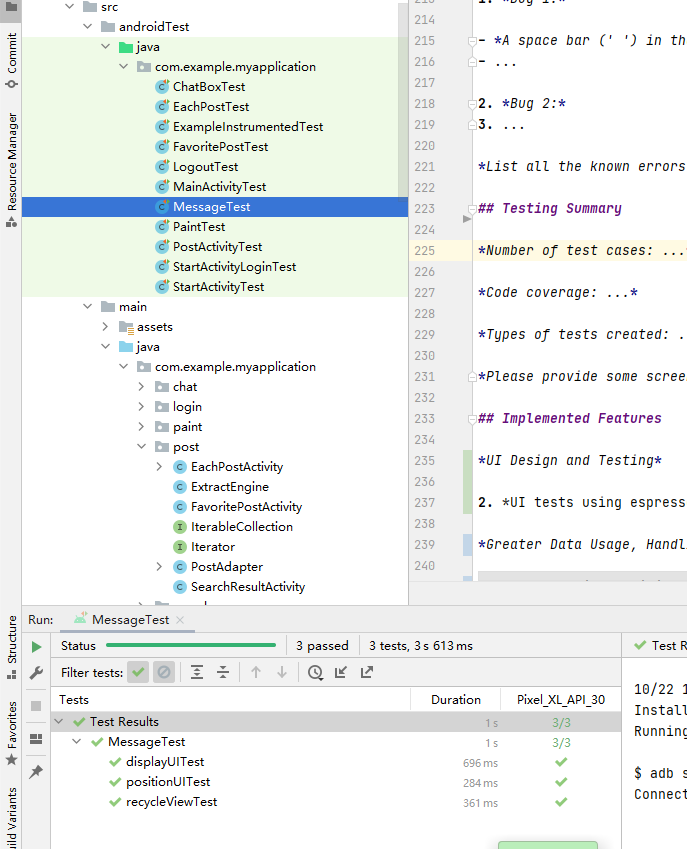 Commit
Resource Manager
src
androidTest
java
com.example.myapplication
ChatBoxTest
EachPostTest
ExampleInstrumentedTest
FavoritePostTest
LogoutTest
MainActivityTest
MessageTest
PaintTest
PostActivityTest
StartActivityLoginTest
StartActivityTest
main
assets
java
com.example.myapplication
chat
login
paint
post
EachPostActivity
ExtractEngine
FavoritePostActivity
IterableCollection
Iterator
PostAdapter
SearchResultActivity
215 - *A space bar (' ') in th
216 - ...
217
218 2. *Bug 2:*
219 3. ...
220
221 *List all the known errors
222
223 ## Testing Summary
224
225 *Number of test cases: ...
226
227 *Code coverage: ...*
228
229 *Types of tests created: .
230
231 *Please provide some scree
232
233 ## Implemented Features
234
235 *UI Design and Testing*
236
237 2. *UI tests using espress
238
239 *Greater Data Usage, Handl
240
Structure
Favorites
ild Variants
Run: MessageTest
Status 3 passed 3 tests, 3 s 613 ms
Filter tests:
Tests Duration Pixel_XL_API_30
Test Results 1 s 3/3
MessageTest 1 s 3/3
displayUITest 696 ms
positionUITest 284 ms
recycleViewTest 361 ms
Test R
10/22 1
Install
Running
$ adb s
Connect